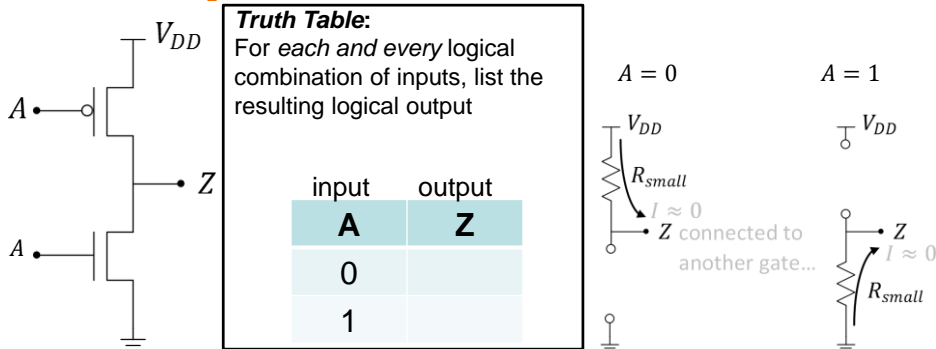 V_DD
A
Z
A
Truth Table:
For each and every logical
combination of inputs, list the
resulting logical output
input output
A Z
0
1
A = 0
V_DD
R_small
I ≈ 0
Z connected to
another gate...
A = 1
V_DD
Z
I ≈ 0
R_small